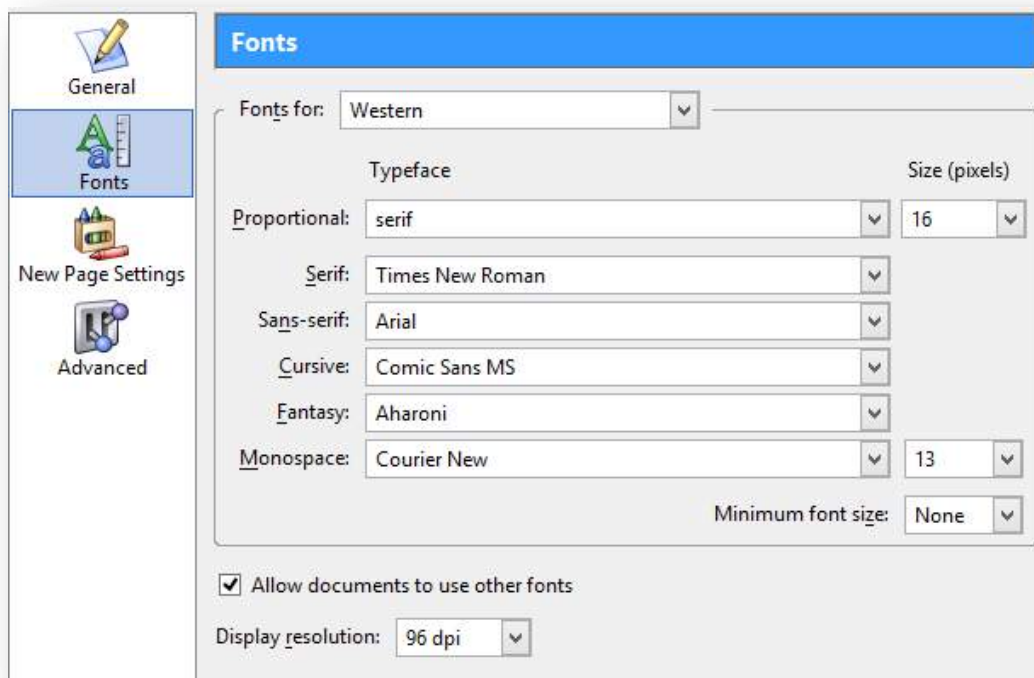 General
Fonts
New Page Settings
Advanced
Fonts
Fonts for: Western
Typeface Size (pixels)
Proportional: serif 16
Serif: Times New Roman
Sans-serif: Arial
Cursive: Comic Sans MS
Fantasy: Aharoni
Monospace: Courier New 13
Minimum font size: None
Allow documents to use other fonts
Display resolution: 96 dpi